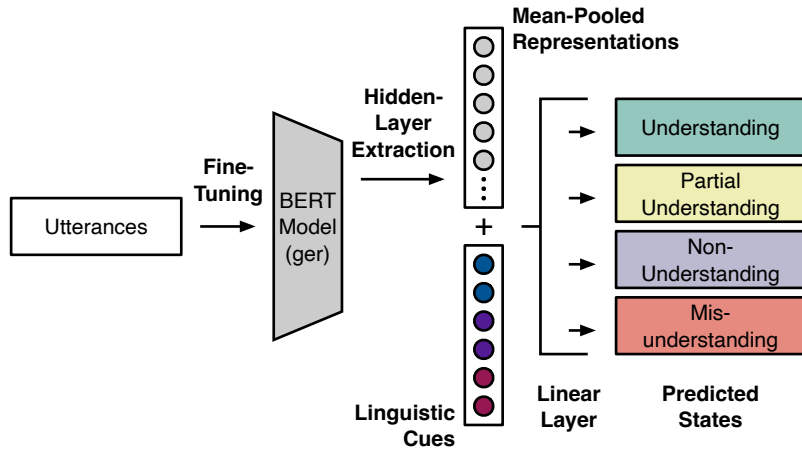 Utterances
Fine-
Tuning
BERT
Model
(ger)
Hidden-
Layer
Extraction
Mean-Pooled
Representations
+
Linguistic
Cues
Linear
Layer
Understanding
Partial
Understanding
Non-
Understanding
Mis-
understanding
Predicted
States